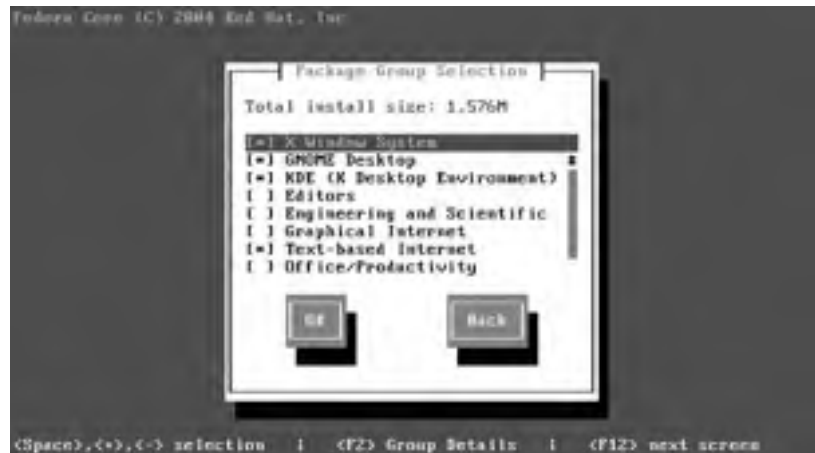 Fedora Core (C) 2004 Red Hat, Inc
Package Group Selection
Total install size: 1,576M
[*] X Window System
[*] GNOME Desktop
[*] KDE (K Desktop Environment)
[ ] Editors
[ ] Engineering and Scientific
[ ] Graphical Internet
[*] Text-based Internet
[ ] Office/Productivity
OK Back
<Space>,<+>,<-> selection | <F2> Group Details | <F12> next screen